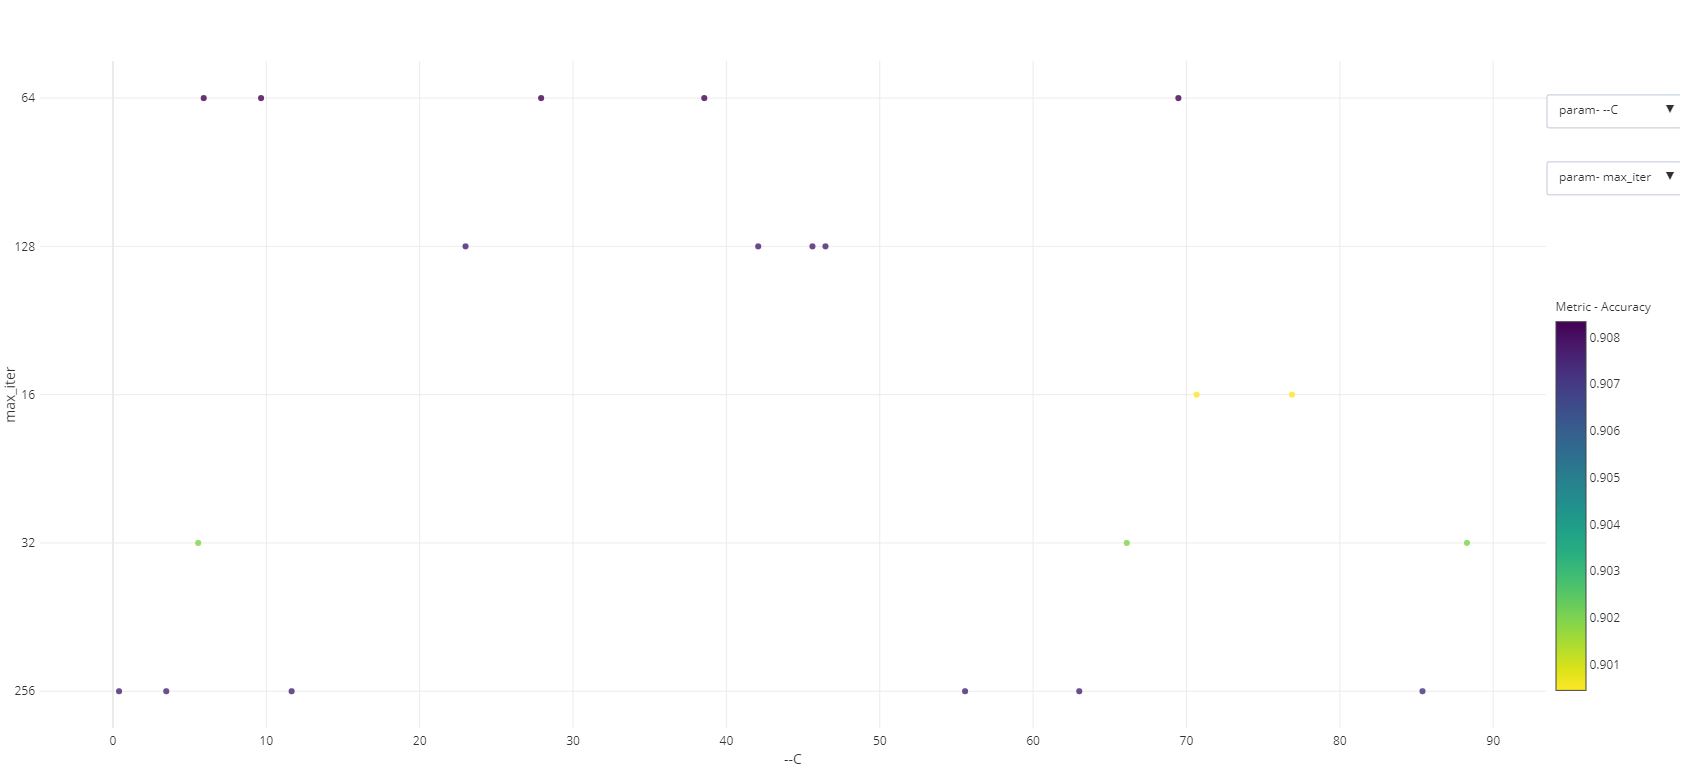 64
128
16
32
256
max_iter
0 10 20 30 40 50 60 70 80 90
--C
param- --C ▼
param- max_iter ▼
Metric - Accuracy
0.908
0.907
0.906
0.905
0.904
0.903
0.902
0.901